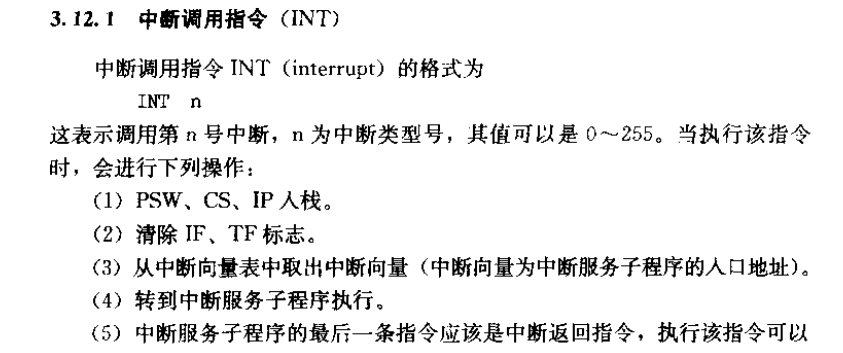 3.12.1 中断调用指令（INT）
中断调用指令 INT（interrupt）的格式为
INT n
这表示调用第 n 号中断，n 为中断类型号，其值可以是 0～255。当执行该指令
时，会进行下列操作：
（1）PSW、CS、IP 入栈。
（2）清除 IF、TF 标志。
（3）从中断向量表中取出中断向量（中断向量为中断服务子程序的入口地址）。
（4）转到中断服务子程序执行。
（5）中断服务子程序的最后一条指令应该是中断返回指令，执行该指令可以